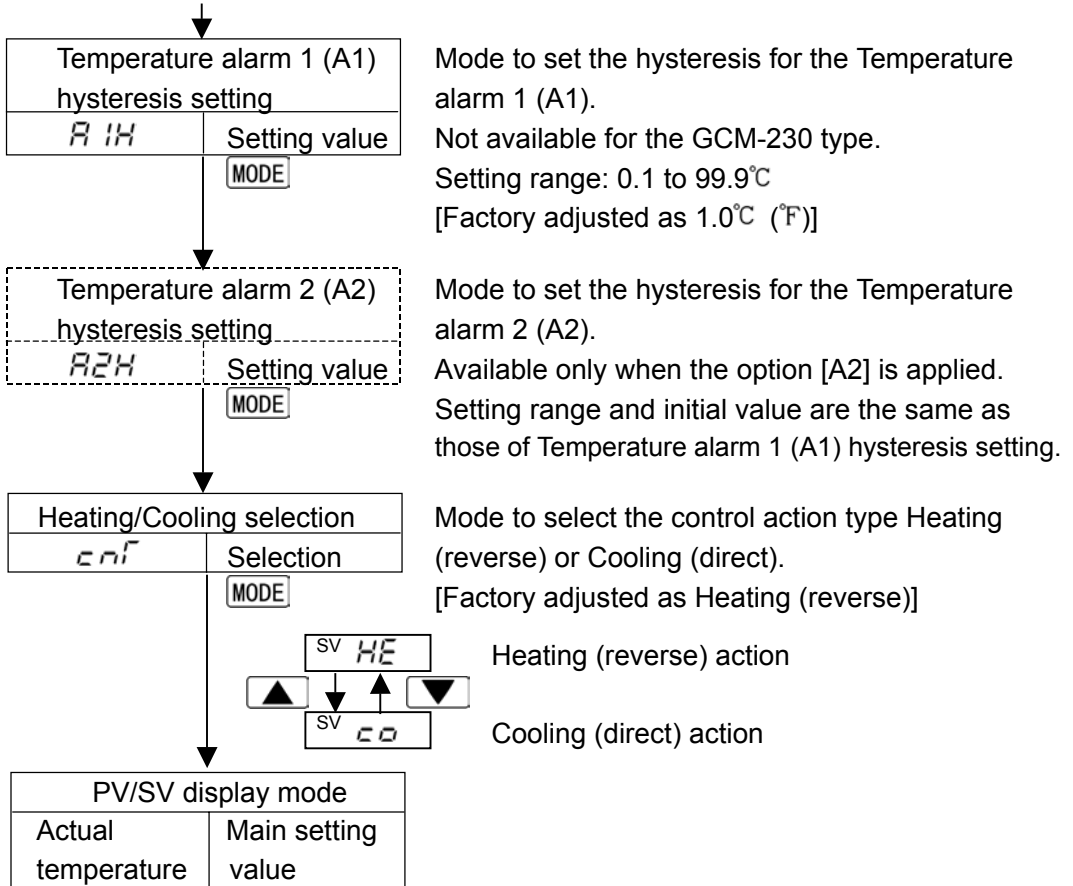 Temperature alarm 1 (A1)
hysteresis setting
A1H Setting value
MODE
Mode to set the hysteresis for the Temperature
alarm 1 (A1).
Not available for the GCM-230 type.
Setting range: 0.1 to 99.9℃
[Factory adjusted as 1.0℃ (℉)]
Temperature alarm 2 (A2)
hysteresis setting
A2H Setting value
MODE
Mode to set the hysteresis for the Temperature
alarm 2 (A2).
Available only when the option [A2] is applied.
Setting range and initial value are the same as
those of Temperature alarm 1 (A1) hysteresis setting.
Heating/Cooling selection
cnT Selection
MODE
Mode to select the control action type Heating
(reverse) or Cooling (direct).
[Factory adjusted as Heating (reverse)]
SV HE Heating (reverse) action
SV co Cooling (direct) action
PV/SV display mode
Actual
temperature
Main setting
value